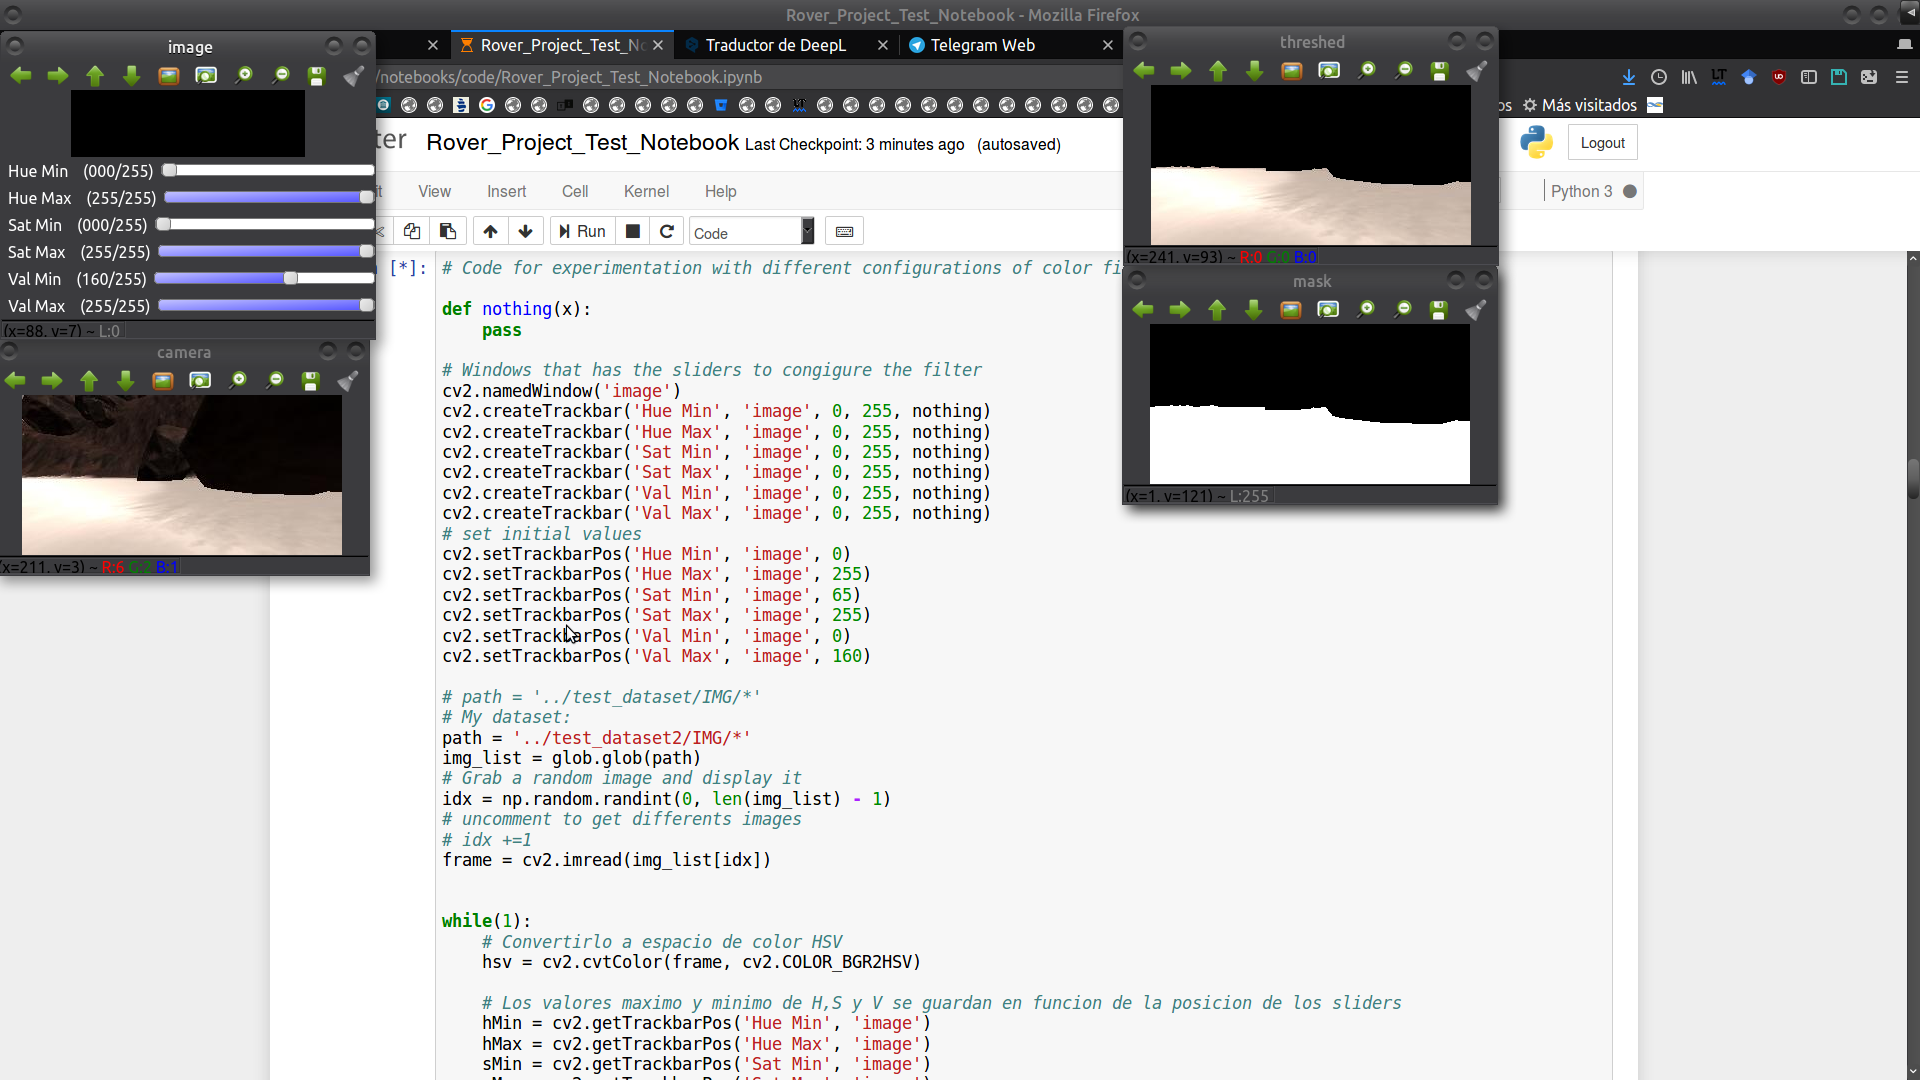 Rover_Project_Test_Notebook - Mozilla Firefox
image
Hue Min (000/255)
Hue Max (255/255)
Sat Min (000/255)
Sat Max (255/255)
Val Min (160/255)
Val Max (255/255)
(x=88, y=7) ~ L:0
camera
(x=211, y=3) ~ R:6 G:2 B:1
Rover_Project_Test_No
Traductor de DeepL
Telegram Web
/notebooks/code/Rover_Project_Test_Notebook.ipynb
os Más visitados
threshed
(x=241, y=93) ~ R:0 G:0 B:0
mask
(x=1, y=121) ~ L:255
ter Rover_Project_Test_Notebook Last Checkpoint: 3 minutes ago (autosaved)
Logout
it View Insert Cell Kernel Help
Python 3
Run Code
[*]:
# Code for experimentation with different configurations of color fi
def nothing(x):
pass
# Windows that has the sliders to congigure the filter
cv2.namedWindow('image')
cv2.createTrackbar('Hue Min', 'image', 0, 255, nothing)
cv2.createTrackbar('Hue Max', 'image', 0, 255, nothing)
cv2.createTrackbar('Sat Min', 'image', 0, 255, nothing)
cv2.createTrackbar('Sat Max', 'image', 0, 255, nothing)
cv2.createTrackbar('Val Min', 'image', 0, 255, nothing)
cv2.createTrackbar('Val Max', 'image', 0, 255, nothing)
# set initial values
cv2.setTrackbarPos('Hue Min', 'image', 0)
cv2.setTrackbarPos('Hue Max', 'image', 255)
cv2.setTrackbarPos('Sat Min', 'image', 65)
cv2.setTrackbarPos('Sat Max', 'image', 255)
cv2.setTrackbarPos('Val Min', 'image', 0)
cv2.setTrackbarPos('Val Max', 'image', 160)
# path = '../test_dataset/IMG/*'
# My dataset:
path = '../test_dataset2/IMG/*'
img_list = glob.glob(path)
# Grab a random image and display it
idx = np.random.randint(0, len(img_list) - 1)
# uncomment to get differents images
# idx +=1
frame = cv2.imread(img_list[idx])
while(1):
# Convertirlo a espacio de color HSV
hsv = cv2.cvtColor(frame, cv2.COLOR_BGR2HSV)
# Los valores maximo y minimo de H,S y V se guardan en funcion de la posicion de los sliders
hMin = cv2.getTrackbarPos('Hue Min', 'image')
hMax = cv2.getTrackbarPos('Hue Max', 'image')
sMin = cv2.getTrackbarPos('Sat Min', 'image')